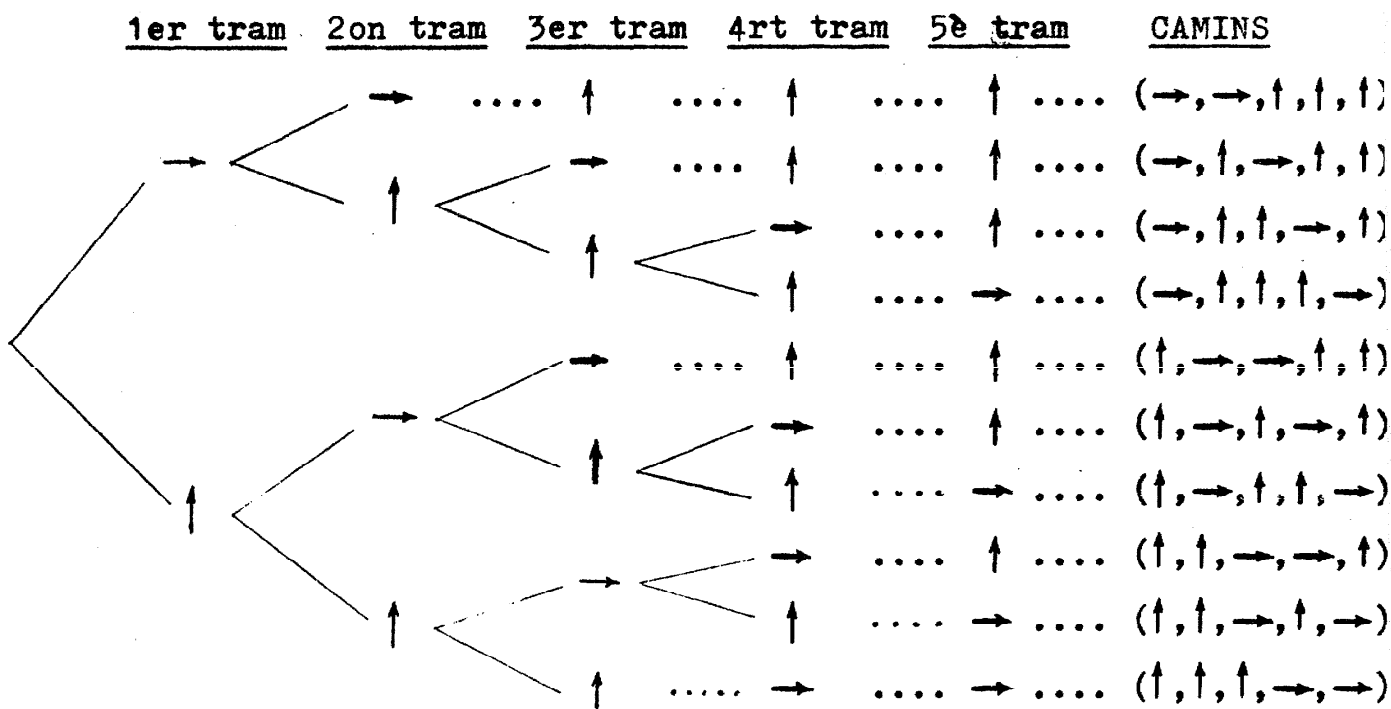 1er tram 2on tram 3er tram 4rt tram 5è tram CAMINS
→ .... ↑ .... ↑ .... ↑ .... (→,→,↑,↑,↑)
→
→ .... ↑ .... ↑ .... (→,↑,→,↑,↑)
↑
→ .... ↑ .... (→,↑,↑,→,↑)
↑
↑ .... → .... (→,↑,↑,↑,→)
→ .... ↑ .... ↑ .... (↑,→,→,↑,↑)
→
→ .... ↑ .... (↑,→,↑,→,↑)
↑
↑ .... → .... (↑,→,↑,↑,→)
↑
→ .... ↑ .... (↑,↑,→,→,↑)
→
↑ .... → .... (↑,↑,→,↑,→)
↑
↑ ..... → .... → .... (↑,↑,↑,→,→)